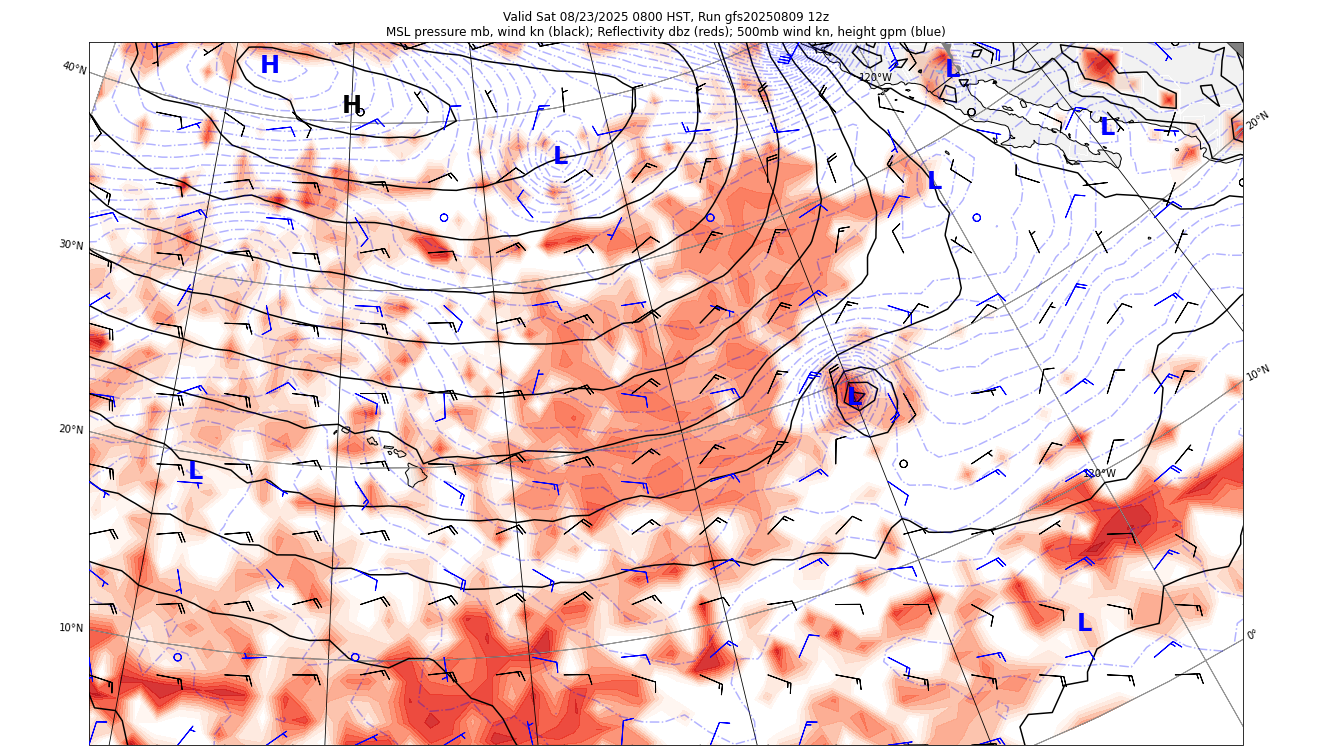 Valid Sat 08/23/2025 0800 HST, Run gfs20250809 12z
MSL pressure mb, wind kn (black); Reflectivity dbz (reds); 500mb wind kn, height gpm (blue)
H
L
40°N
120°W
H
20°N
L
L
L
30°N
10°N
L
20°N
L
120°W
10°N
L
0°